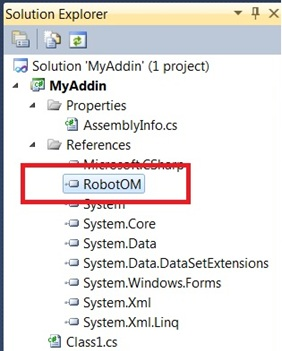 Solution Explorer
Solution 'MyAddin' (1 project)
MyAddin
Properties
AssemblyInfo.cs
References
Microsoft.CSharp
RobotOM
System
System.Core
System.Data
System.Data.DataSetExtensions
System.Windows.Forms
System.Xml
System.Xml.Linq
Class1.cs